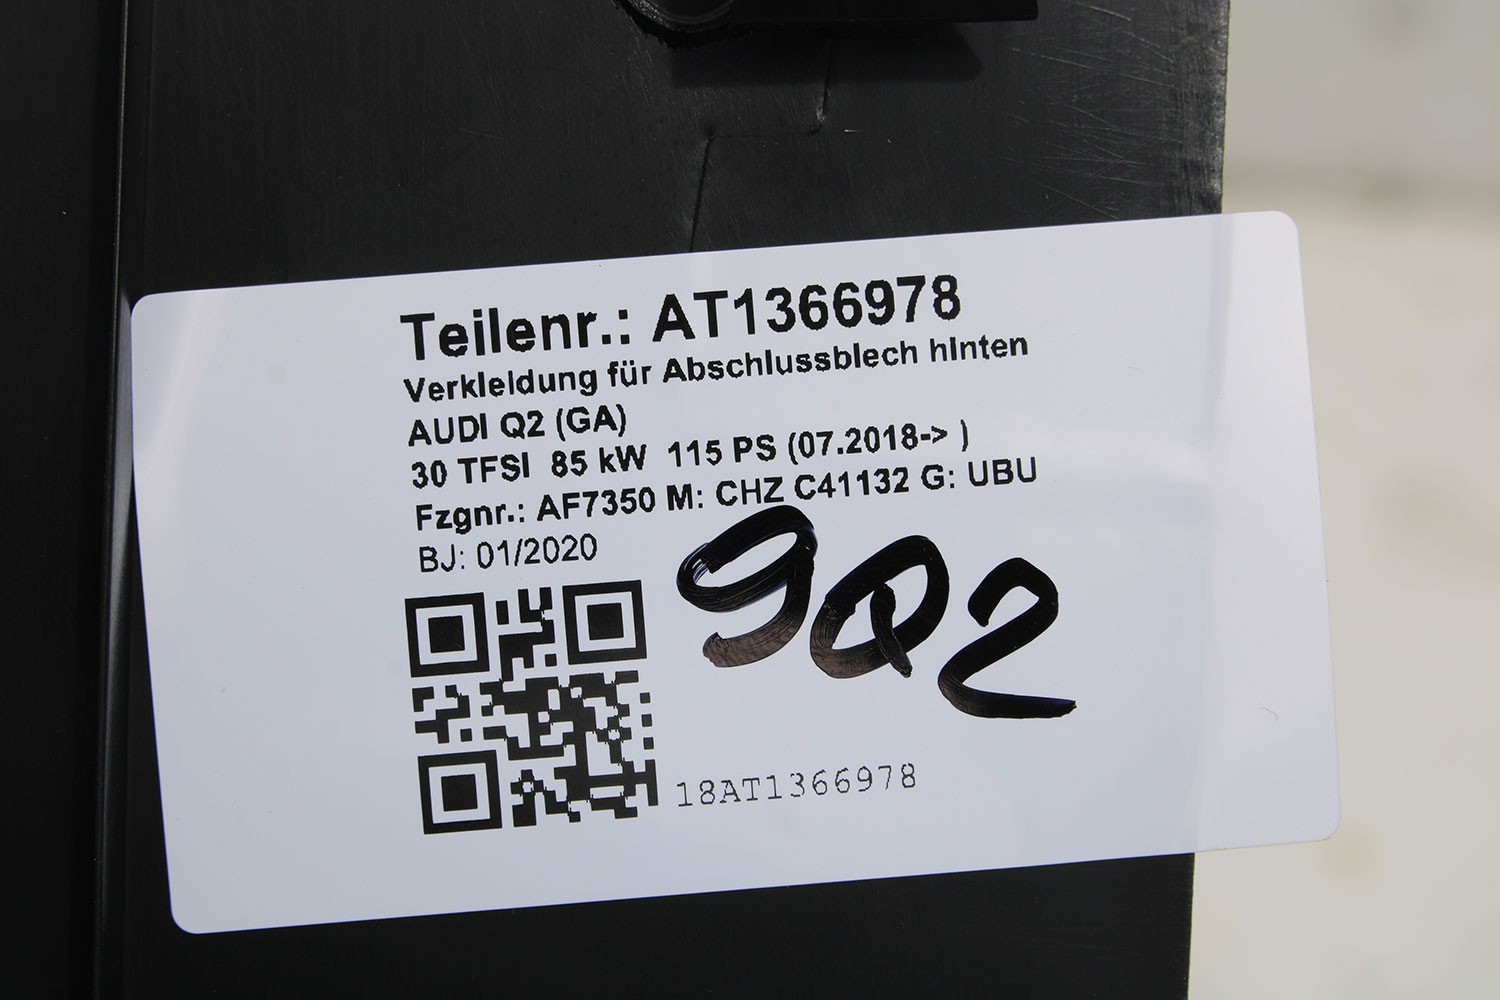 Teilenr.: AT1366978
Verkleidung für Abschlussblech hinten
AUDI Q2 (GA)
30 TFSI 85 kW 115 PS (07.2018-> )
Fzgnr.: AF7350 M: CHZ C41132 G: UBU
BJ: 01/2020
9Q2
18AT1366978